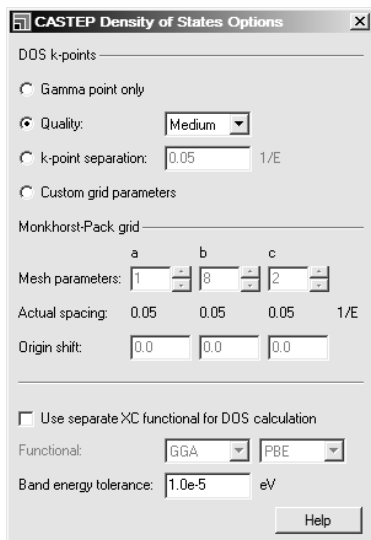 CASTEP Density of States Options
DOS k-points
Gamma point only
Quality: Medium
k-point separation: 0.05 1/E
Custom grid parameters
Monkhorst-Pack grid
a b c
Mesh parameters: 1 8 2
Actual spacing: 0.05 0.05 0.05 1/E
Origin shift: 0.0 0.0 0.0
Use separate XC functional for DOS calculation
Functional: GGA PBE
Band energy tolerance: 1.0e-5 eV
Help